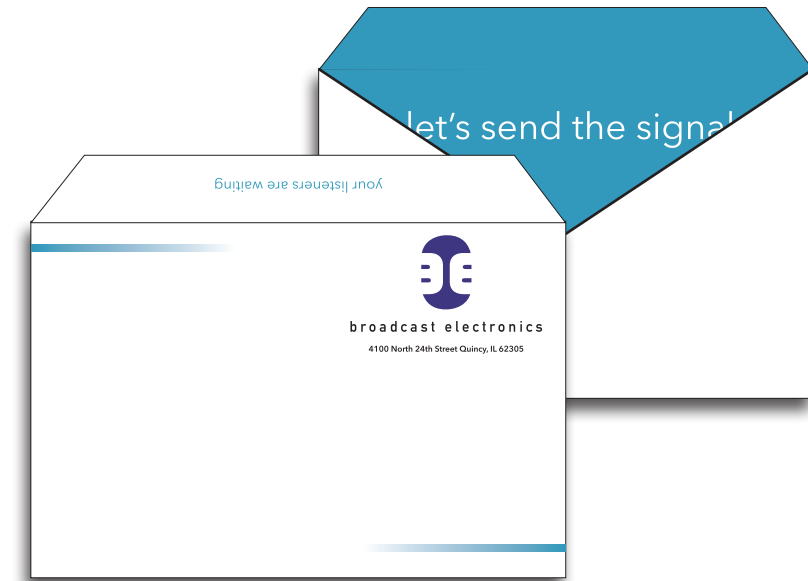 let's send the signal
your listeners are waiting
broadcast electronics
4100 North 24th Street Quincy, IL 62305